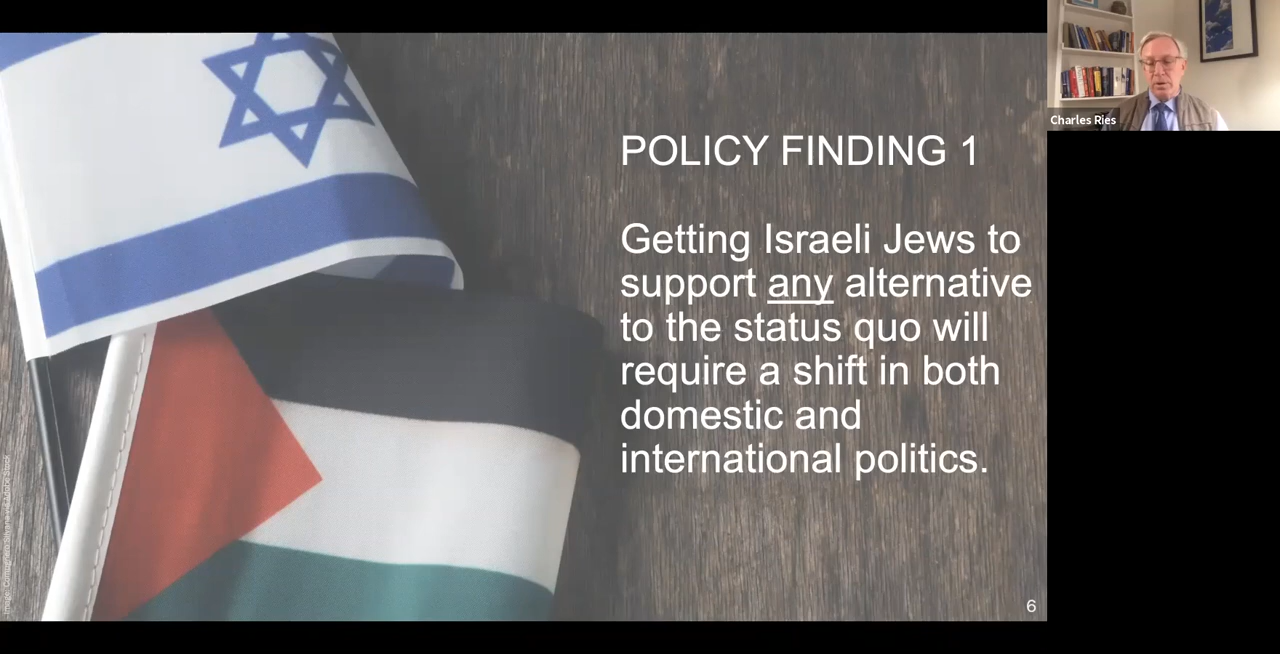 POLICY FINDING 1
Getting Israeli Jews to
support any alternative
to the status quo will
require a shift in both
domestic and
international politics.
6
Charles Ries